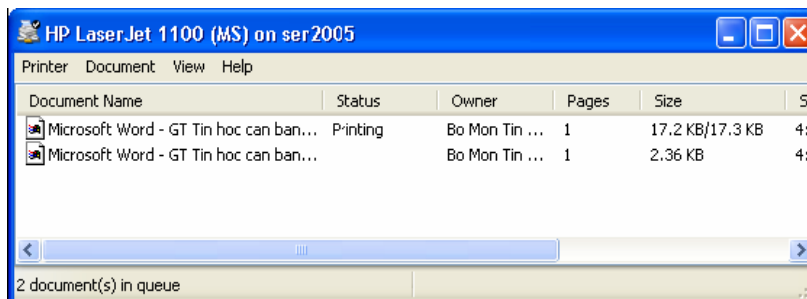 HP LaserJet 1100 (MS) on ser2005
Printer Document View Help
Document Name Status Owner Pages Size S
Microsoft Word - GT Tin hoc can ban... Printing Bo Mon Tin ... 1 17.2 KB/17.3 KB 4:
Microsoft Word - GT Tin hoc can ban... Bo Mon Tin ... 1 2.36 KB 4:
2 document(s) in queue